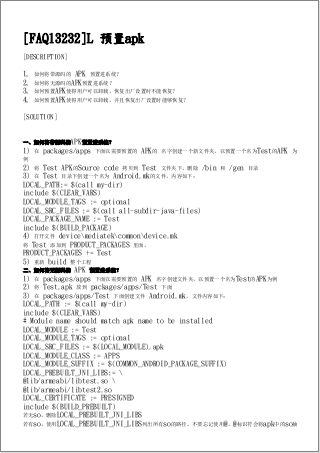 [FAQ13232]L 预置apk
[DESCRIPTION]
1. 如何将带源码的 APK 预置进系统?
2. 如何将无源码的APK预置进系统?
3. 如何预置APK使得用户可以卸载，恢复出厂设置时不能恢复?
4. 如何预置APK使得用户可以卸载，并且恢复出厂设置时能够恢复?
[SOLUTION]
一、如何将带源码的APK预置进系统?
1) 在 packages/apps 下面以需要预置的 APK的 名字创建一个新文件夹，以预置一个名为Test的APK 为
例
2) 将 Test APK的Source code 拷贝到 Test 文件夹下，删除 /bin 和 /gen 目录
3) 在 Test 目录下创建一个名为 Android.mk的文件，内容如下:
LOCAL_PATH:= $(call my-dir)
include $(CLEAR_VARS)
LOCAL_MODULE_TAGS := optional
LOCAL_SRC_FILES := $(call all-subdir-java-files)
LOCAL_PACKAGE_NAME := Test
include $(BUILD_PACKAGE)
4) 打开文件 device\mediatek\common\device.mk
将 Test 添加到 PRODUCT_PACKAGES 里面。
PRODUCT_PACKAGES += Test
5) 重新 build 整个工程
二、如何将无源码的 APK 预置进系统?
1) 在 packages/apps 下面以需要预置的 APK 名字创建文件夹，以预置一个名为Test的APK为例
2) 将 Test.apk 放到 packages/apps/Test 下面
3) 在 packages/apps/Test 下面创建文件 Android.mk，文件内容如下:
LOCAL_PATH := $(call my-dir)
include $(CLEAR_VARS)
# Module name should match apk name to be installed
LOCAL_MODULE := Test
LOCAL_MODULE_TAGS := optional
LOCAL_SRC_FILES := $(LOCAL_MODULE).apk
LOCAL_MODULE_CLASS := APPS
LOCAL_MODULE_SUFFIX := $(COMMON_ANDROID_PACKAGE_SUFFIX)
LOCAL_PREBUILT_JNI_LIBS:= \
@lib/armeabi/libtest.so \
@lib/armeabi/libtest2.so
LOCAL_CERTIFICATE := PRESIGNED
include $(BUILD_PREBUILT)
若无so，删除LOCAL_PREBUILT_JNI_LIBS
若有so，使用LOCAL_PREBUILT_JNI_LIBS列出所有so的路径，不要忘记使用@。@标识符会将apk中的so抽